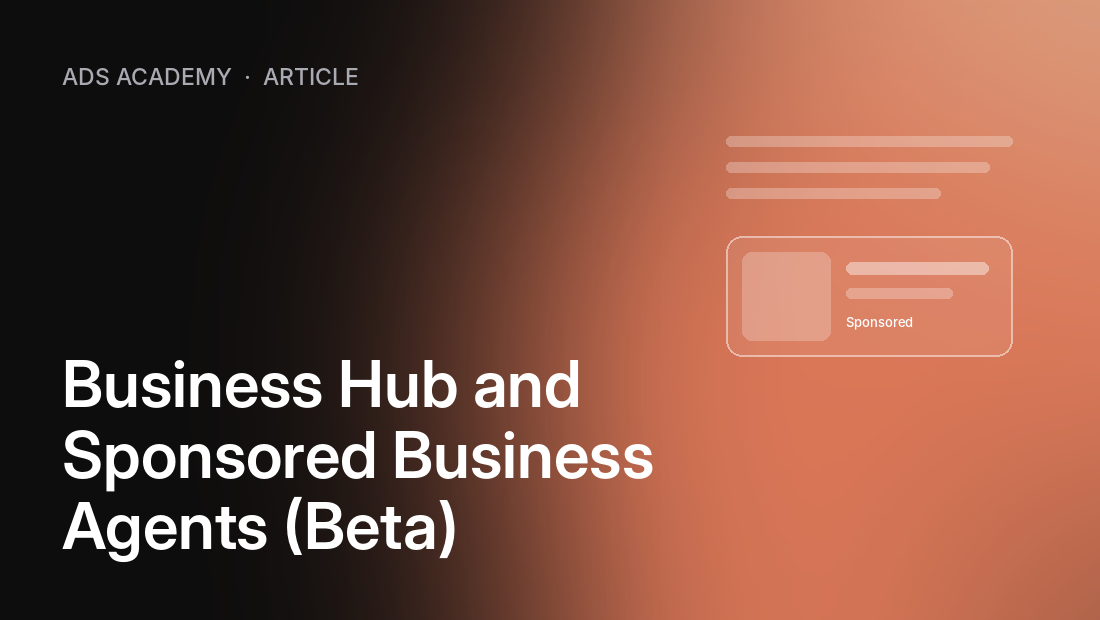 ADS ACADEMY · ARTICLE
Sponsored
Business Hub and
Sponsored Business
Agents (Beta)